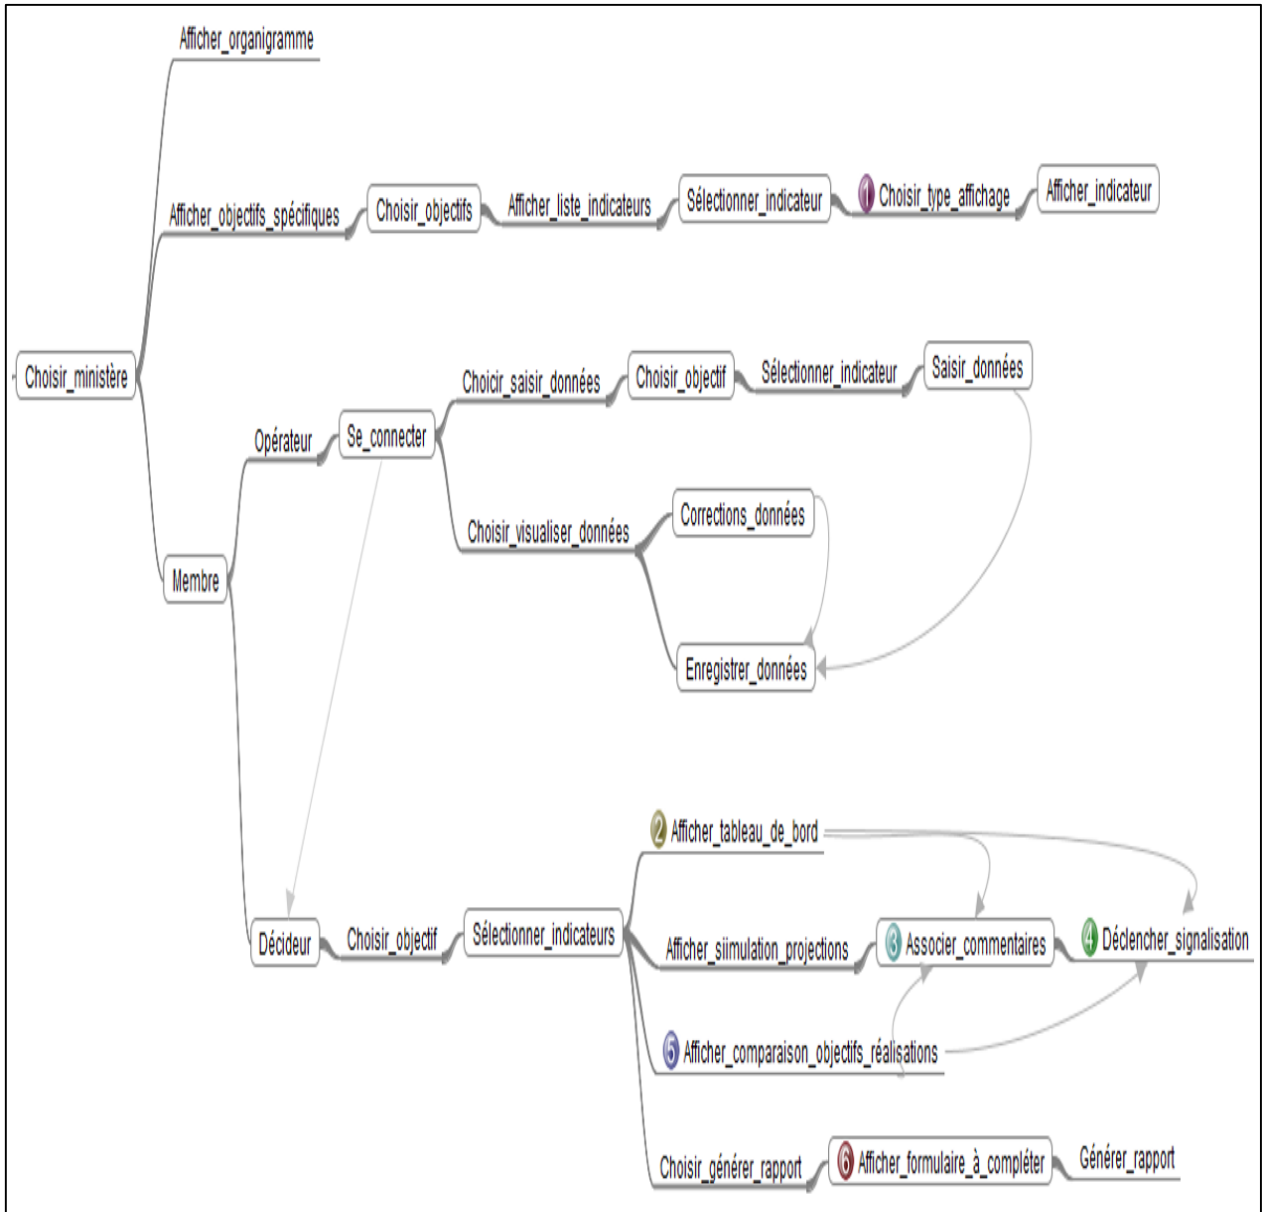 Afficher_organigramme
Afficher_objectifs_spécifiques
Choisir_objectifs
Afficher_liste_indicateurs
Sélectionner_indicateur
1 Choisir_type_affichage
Afficher_indicateur
Choisir_ministère
Opérateur
Se_connecter
Choicir_saisir_données
Choisir_objectif
Sélectionner_indicateur
Saisir_données
Choisir_visualiser_données
Corrections_données
Enregistrer_données
Membre
Décideur
Choisir_objectif
Sélectionner_indicateurs
2 Afficher_tableau_de_bord
Afficher_siimulation_projections
3 Associer_commentaires
4 Déclencher_signalisation
5 Afficher_comparaison_objectifs_réalisations
Choisir_générer_rapport
6 Afficher_formulaire_à_compléter
Générer_rapport